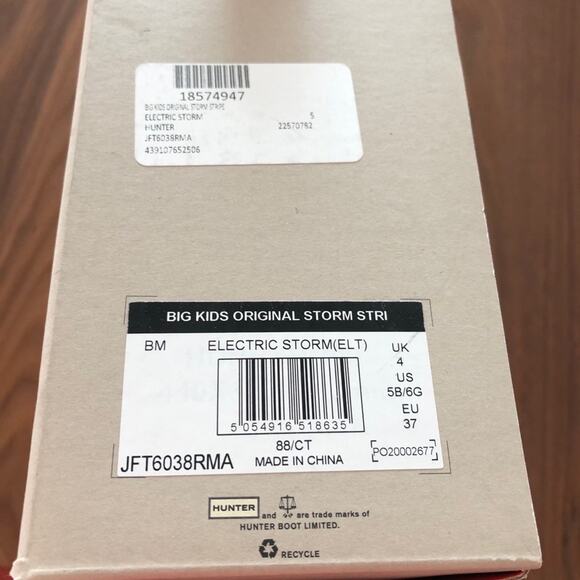 18574947
BIG KIDS ORIGINAL STORM STRIPE
ELECTRIC STORM 5
HUNTER 22570782
JFT6038RMA
439107652506
BIG KIDS ORIGINAL STORM STRI
BM ELECTRIC STORM(ELT) UK
4
US
5B/6G
EU
37
5 054916 518635
88/CT
JFT6038RMA MADE IN CHINA PO20002677
HUNTER and are trade marks of
HUNTER BOOT LIMITED.
RECYCLE